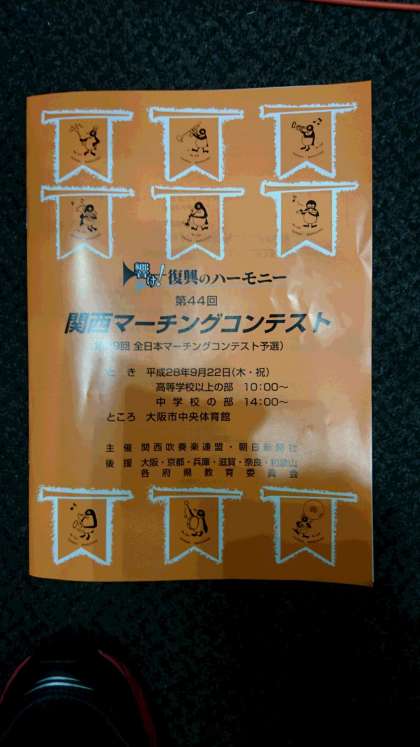 響け! 復興のハーモニー
第44回
関西マーチングコンテスト
回 全日本マーチングコンテスト予選)
と き 平成28年9月22日(木・祝)
高等学校以上の部 10:00〜
中学校の部 14:00〜
ところ 大阪市中央体育館
主催 関西吹奏楽連盟・朝日新聞社
後援 大阪・京都・兵庫・滋賀・奈良・和歌山
各府県教育委員会